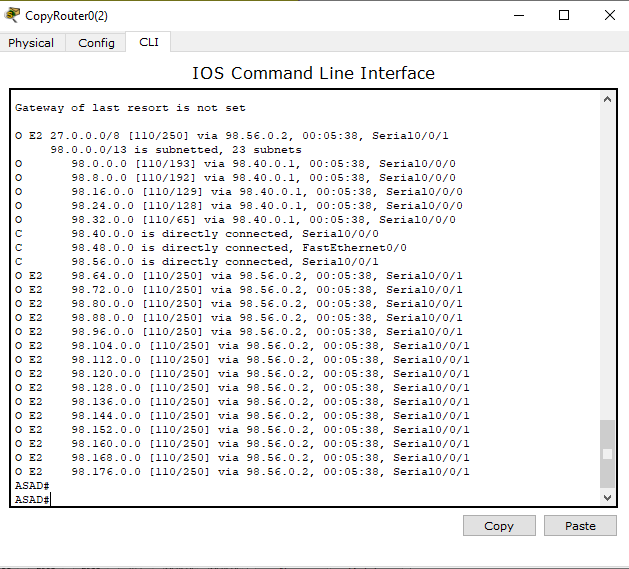 CopyRouter0(2)
Physical Config CLI
IOS Command Line Interface
Gateway of last resort is not set
O E2 27.0.0.0/8 [110/250] via 98.56.0.2, 00:05:38, Serial0/0/1
98.0.0.0/13 is subnetted, 23 subnets
O 98.0.0.0 [110/193] via 98.40.0.1, 00:05:38, Serial0/0/0
O 98.8.0.0 [110/192] via 98.40.0.1, 00:05:38, Serial0/0/0
O 98.16.0.0 [110/129] via 98.40.0.1, 00:05:38, Serial0/0/0
O 98.24.0.0 [110/128] via 98.40.0.1, 00:05:38, Serial0/0/0
O 98.32.0.0 [110/65] via 98.40.0.1, 00:05:38, Serial0/0/0
C 98.40.0.0 is directly connected, Serial0/0/0
C 98.48.0.0 is directly connected, FastEthernet0/0
C 98.56.0.0 is directly connected, Serial0/0/1
O E2 98.64.0.0 [110/250] via 98.56.0.2, 00:05:38, Serial0/0/1
O E2 98.72.0.0 [110/250] via 98.56.0.2, 00:05:38, Serial0/0/1
O E2 98.80.0.0 [110/250] via 98.56.0.2, 00:05:38, Serial0/0/1
O E2 98.88.0.0 [110/250] via 98.56.0.2, 00:05:38, Serial0/0/1
O E2 98.96.0.0 [110/250] via 98.56.0.2, 00:05:38, Serial0/0/1
O E2 98.104.0.0 [110/250] via 98.56.0.2, 00:05:38, Serial0/0/1
O E2 98.112.0.0 [110/250] via 98.56.0.2, 00:05:38, Serial0/0/1
O E2 98.120.0.0 [110/250] via 98.56.0.2, 00:05:38, Serial0/0/1
O E2 98.128.0.0 [110/250] via 98.56.0.2, 00:05:38, Serial0/0/1
O E2 98.136.0.0 [110/250] via 98.56.0.2, 00:05:38, Serial0/0/1
O E2 98.144.0.0 [110/250] via 98.56.0.2, 00:05:38, Serial0/0/1
O E2 98.152.0.0 [110/250] via 98.56.0.2, 00:05:38, Serial0/0/1
O E2 98.160.0.0 [110/250] via 98.56.0.2, 00:05:38, Serial0/0/1
O E2 98.168.0.0 [110/250] via 98.56.0.2, 00:05:38, Serial0/0/1
O E2 98.176.0.0 [110/250] via 98.56.0.2, 00:05:38, Serial0/0/1
ASAD#
ASAD#
Copy Paste